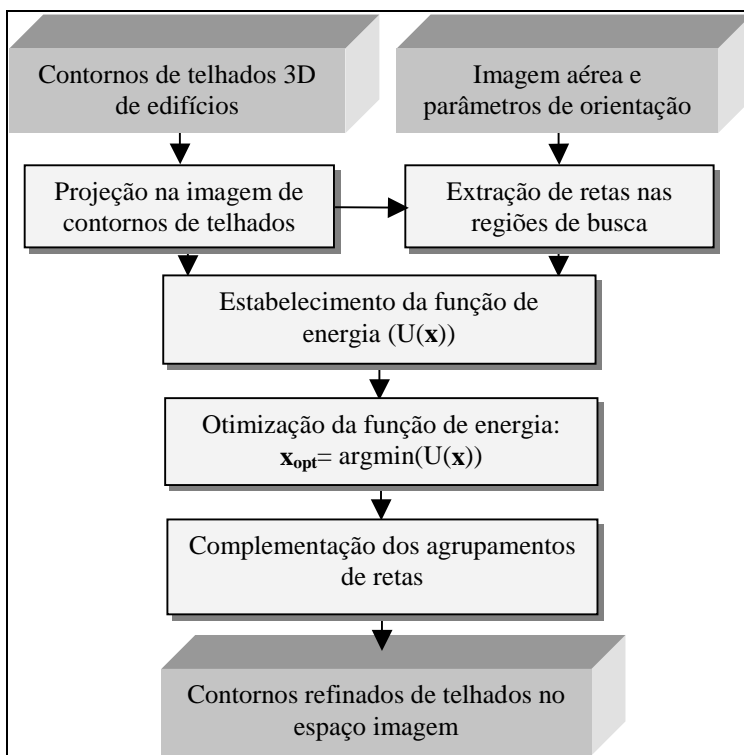 Contornos de telhados 3D
de edifícios
Imagem aérea e
parâmetros de orientação
Projeção na imagem de
contornos de telhados
Extração de retas nas
regiões de busca
Estabelecimento da função de
energia (U(x))
Otimização da função de energia:
xopt= argmin(U(x))
Complementação dos agrupamentos
de retas
Contornos refinados de telhados no
espaço imagem